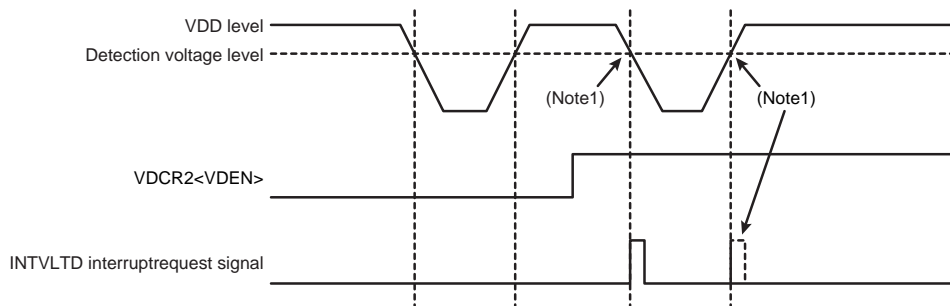 VDD level
Detection voltage level
(Note1)
(Note1)
VDCR2<VDEN>
INTVLTD interruptrequest signal